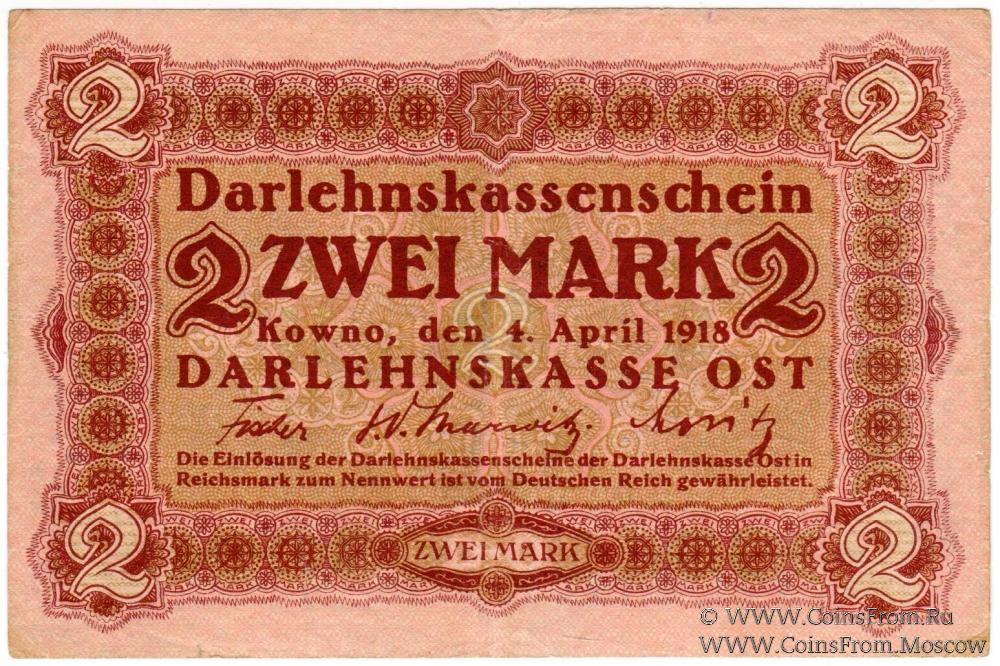 2 2
Darlehnskassenschein
2 ZWEI MARK 2
Kowno, den 4. April 1918
DARLEHNSKASSE OST
Die Einlösung der Darlehnskassenscheine der Darlehnskasse Ost in
Reichsmark zum Nennwert ist vom Deutschen Reich gewährleistet.
2 ZWEI MARK 2
© WWW.CoinsFrom.Ru
WWW.CoinsFrom.Moscow